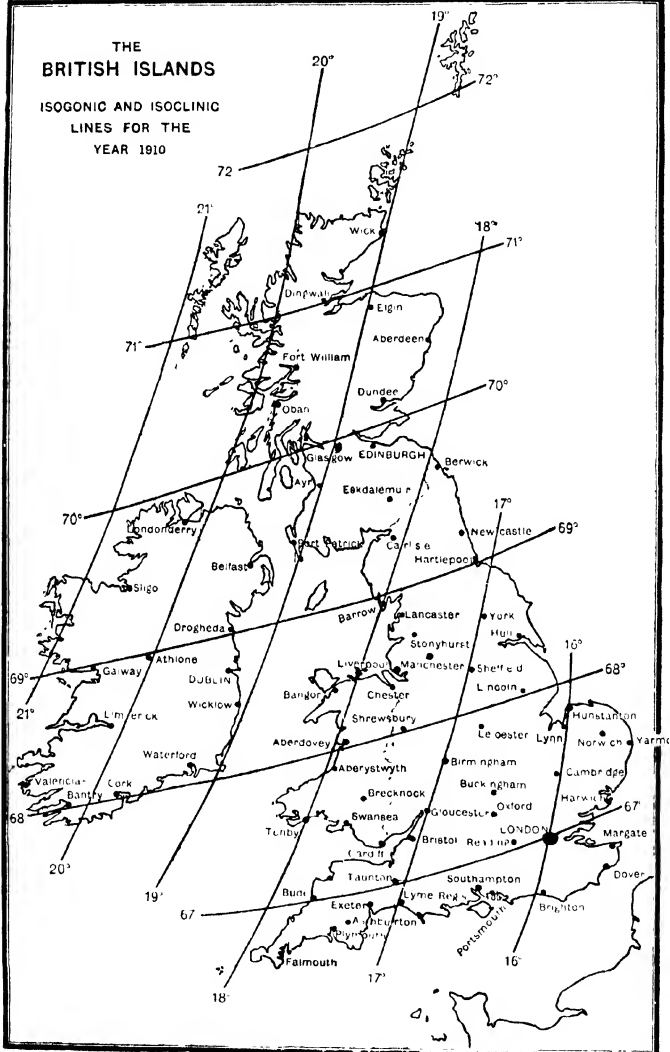 THE
BRITISH ISLANDS
ISOGONIC AND ISOCLINIC
LINES FOR THE
YEAR 1910
19°
20°
72°
72
21°
Wick
18°
71°
Dingwall
Elgin
71°
Aberdeen
Fort William
70°
Dundee
Oban
Glasgow
EDINBURGH
Berwick
Ayr
Eskdalemuir
17°
70°
Londonderry
69°
Port Patrick
Carlisle
Newcastle
Belfast
Hartlepool
Sligo
Barrow
Lancaster
York
Drogheda
Hull
Stonyhurst
16°
Athlone
Liverpool
Manchester
Sheffield
68°
69°
Galway
DUBLIN
Bangor
Chester
Lincoln
21°
Wicklow
Hunstanton
Limerick
Shrewsbury
Leicester
Lynn
Norwich
Yarmo
Aberdovey
Waterford
Birmingham
Aberystwyth
Cambridge
Valencia
Cork
Buckingham
Bantry
Brecknock
Harwich
68
Oxford
67°
Swansea
Gloucester
Tenby
LONDON
Margate
Cardiff
Bristol
20°
Taunton
Southampton
Dover
19°
Bude
Lyme Regis
67
Exeter
Brighton
Ashburton
Portsmouth
Plymouth
Falmouth
16°
17°
18°